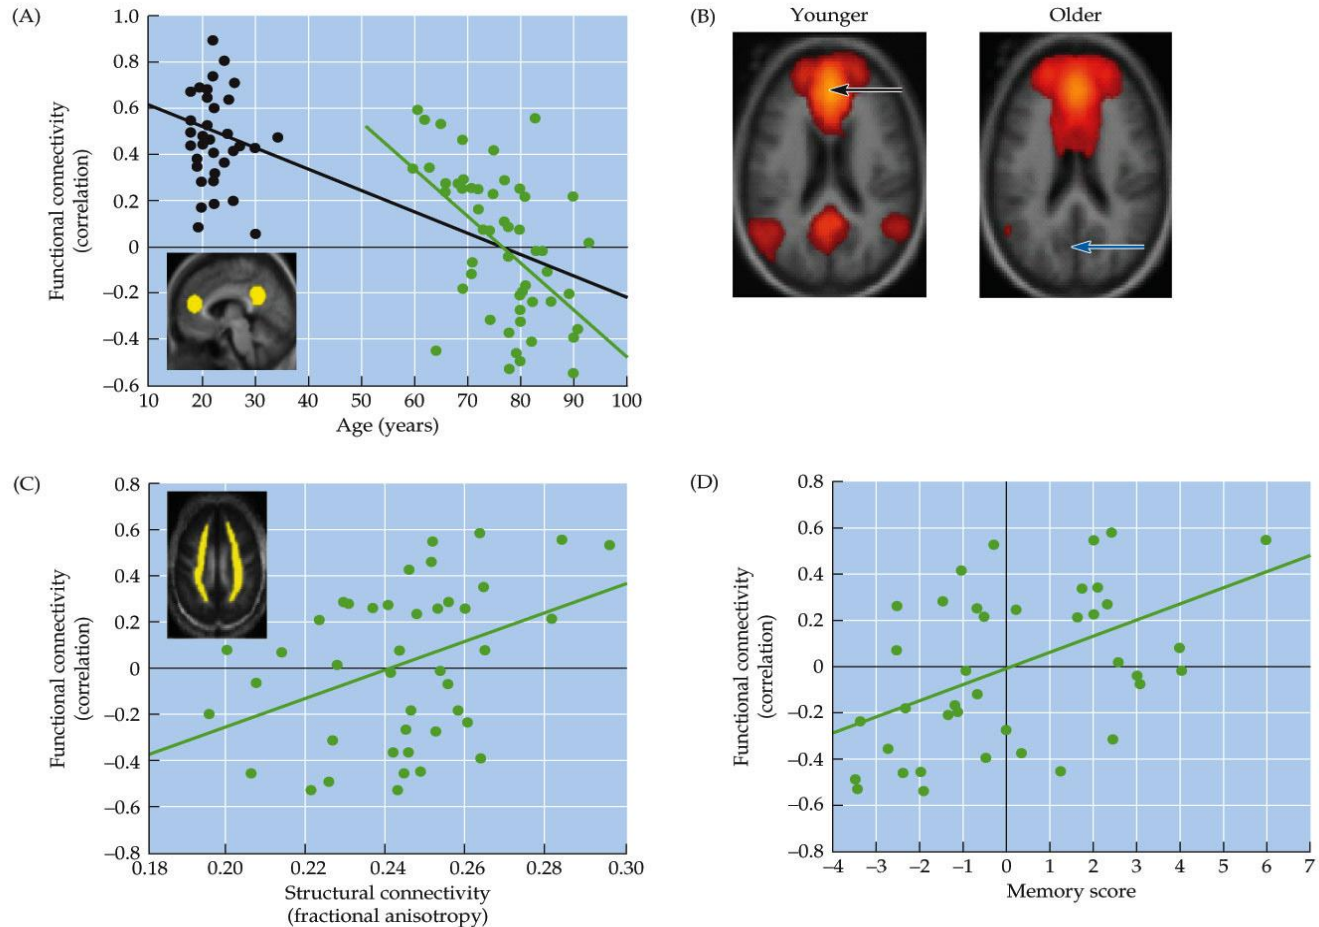 (A)
1.0
0.8
0.6
0.4
0.2
0
–0.2
–0.4
–0.6
Functional connectivity
(correlation)
10 20 30 40 50 60 70 80 90 100
Age (years)
(B)
Younger Older
(C)
0.8
0.6
0.4
0.2
0
–0.2
–0.4
–0.6
–0.8
Functional connectivity
(correlation)
0.18 0.20 0.22 0.24 0.26 0.28 0.30
Structural connectivity
(fractional anisotropy)
(D)
0.8
0.6
0.4
0.2
0
–0.2
–0.4
–0.6
–0.8
Functional connectivity
(correlation)
–4 –3 –2 –1 0 1 2 3 4 5 6 7
Memory score